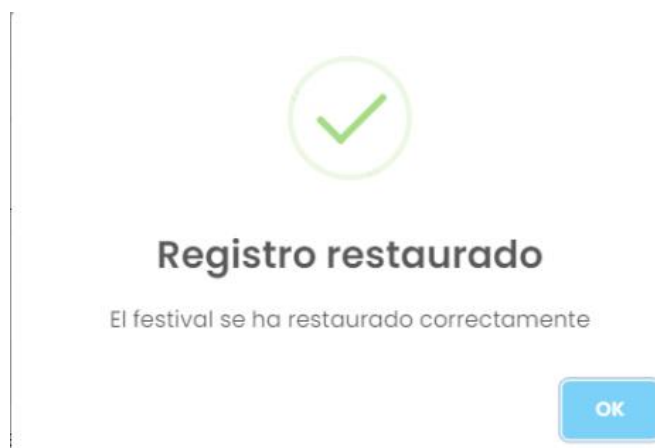 Registro restaurado
El festival se ha restaurado correctamente
OK